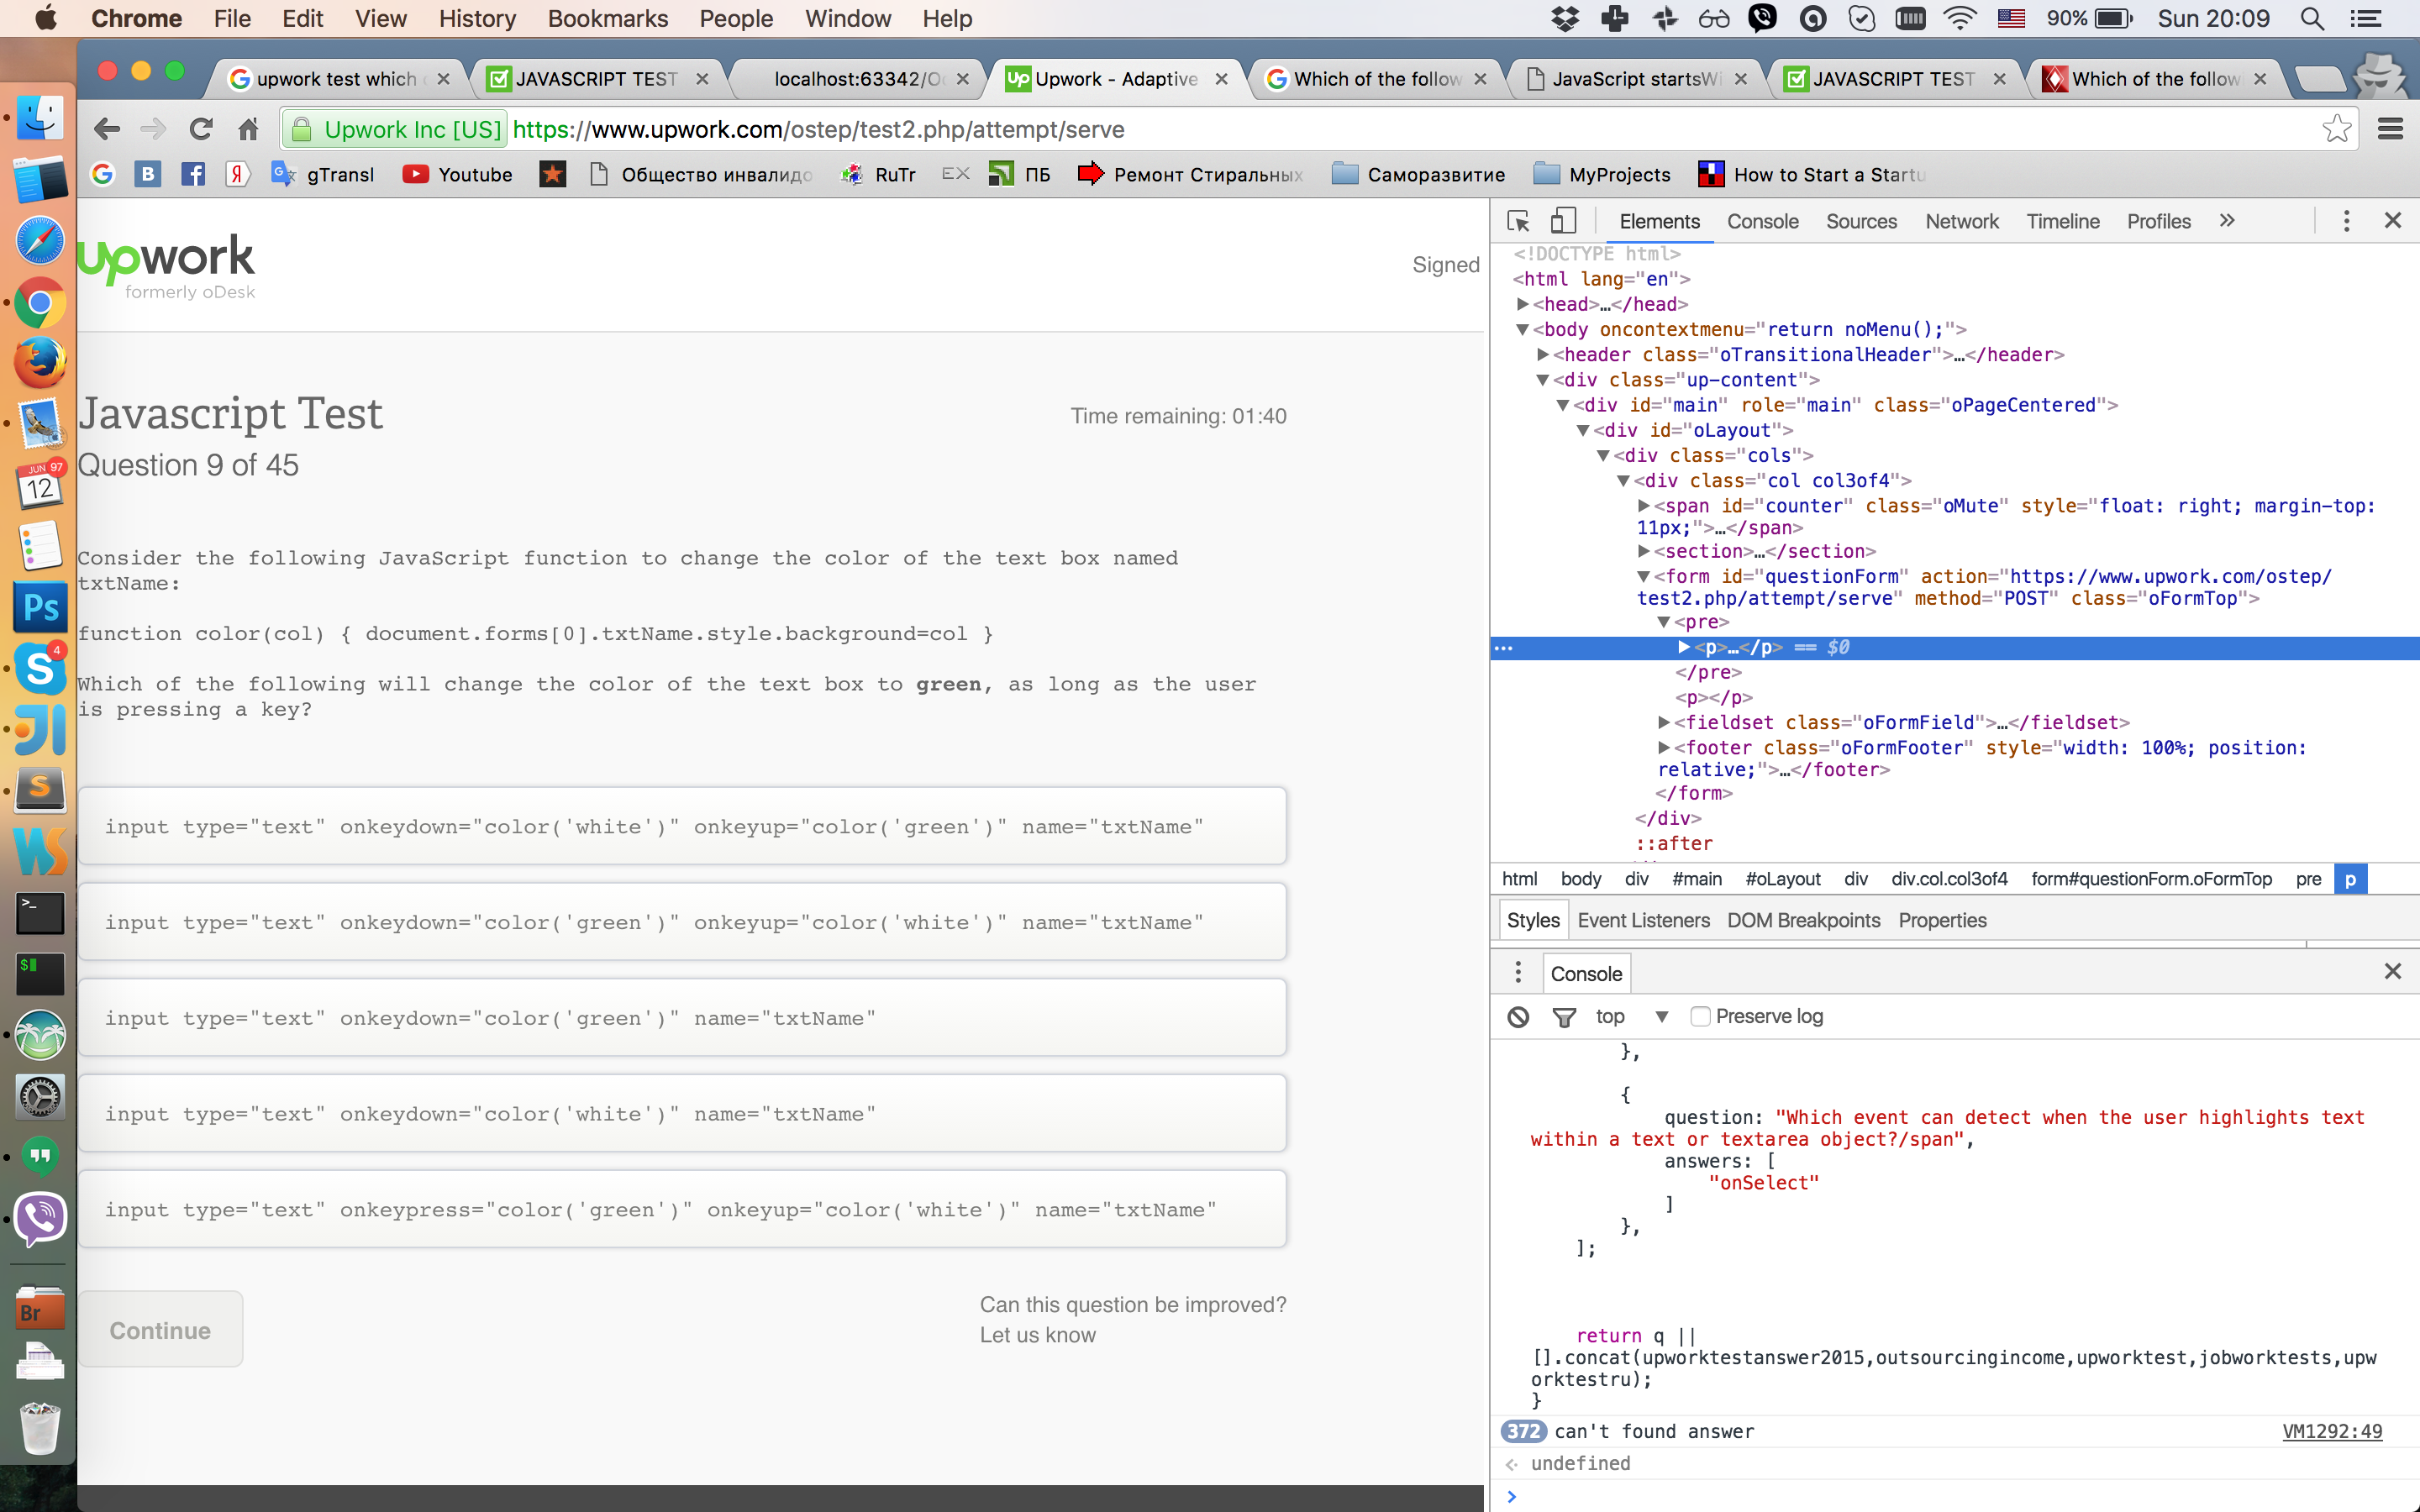 Chrome File Edit View History Bookmarks People Window Help
90% Sun 20:09
upwork test which
JAVASCRIPT TEST
localhost:63342/O
Upwork - Adaptive
Which of the follow
JavaScript startsWi
JAVASCRIPT TEST
Which of the follow
Upwork Inc [US] https://www.upwork.com/ostep/test2.php/attempt/serve
gTransl Youtube Общество инвалидо RuTr EX ПБ Ремонт Стиральных Саморазвитие MyProjects How to Start a Startu
upwork
formerly oDesk
Signed
Javascript Test
Time remaining: 01:40
Question 9 of 45
Consider the following JavaScript function to change the color of the text box named
txtName:
function color(col) { document.forms[0].txtName.style.background=col }
Which of the following will change the color of the text box to green, as long as the user
is pressing a key?
input type="text" onkeydown="color('white')" onkeyup="color('green')" name="txtName"
input type="text" onkeydown="color('green')" onkeyup="color('white')" name="txtName"
input type="text" onkeydown="color('green')" name="txtName"
input type="text" onkeydown="color('white')" name="txtName"
input type="text" onkeypress="color('green')" onkeyup="color('white')" name="txtName"
Continue
Can this question be improved?
Let us know
Elements Console Sources Network Timeline Profiles
<!DOCTYPE html>
<html lang="en">
<head>…</head>
<body oncontextmenu="return noMenu();">
<header class="oTransitionalHeader">…</header>
<div class="up-content">
<div id="main" role="main" class="oPageCentered">
<div id="oLayout">
<div class="cols">
<div class="col col3of4">
<span id="counter" class="oMute" style="float: right; margin-top:
11px;">…</span>
<section>…</section>
<form id="questionForm" action="https://www.upwork.com/ostep/
test2.php/attempt/serve" method="POST" class="oFormTop">
<pre>
<p>…</p> == $0
</pre>
<p></p>
<fieldset class="oFormField">…</fieldset>
<footer class="oFormFooter" style="width: 100%; position:
relative;">…</footer>
</form>
</div>
::after
html body div #main #oLayout div div.col.col3of4 form#questionForm.oFormTop pre p
Styles Event Listeners DOM Breakpoints Properties
Console
top Preserve log
},
{
question: "Which event can detect when the user highlights text
within a text or textarea object?/span",
answers: [
"onSelect"
]
},
];
return q ||
[].concat(upworktestanswer2015,outsourcingincome,upworktest,jobworktests,upw
orktestru);
}
372 can't found answer VM1292:49
undefined
JUN 97
12
Ps
4
S
JI
S
WS
>_
$
Br